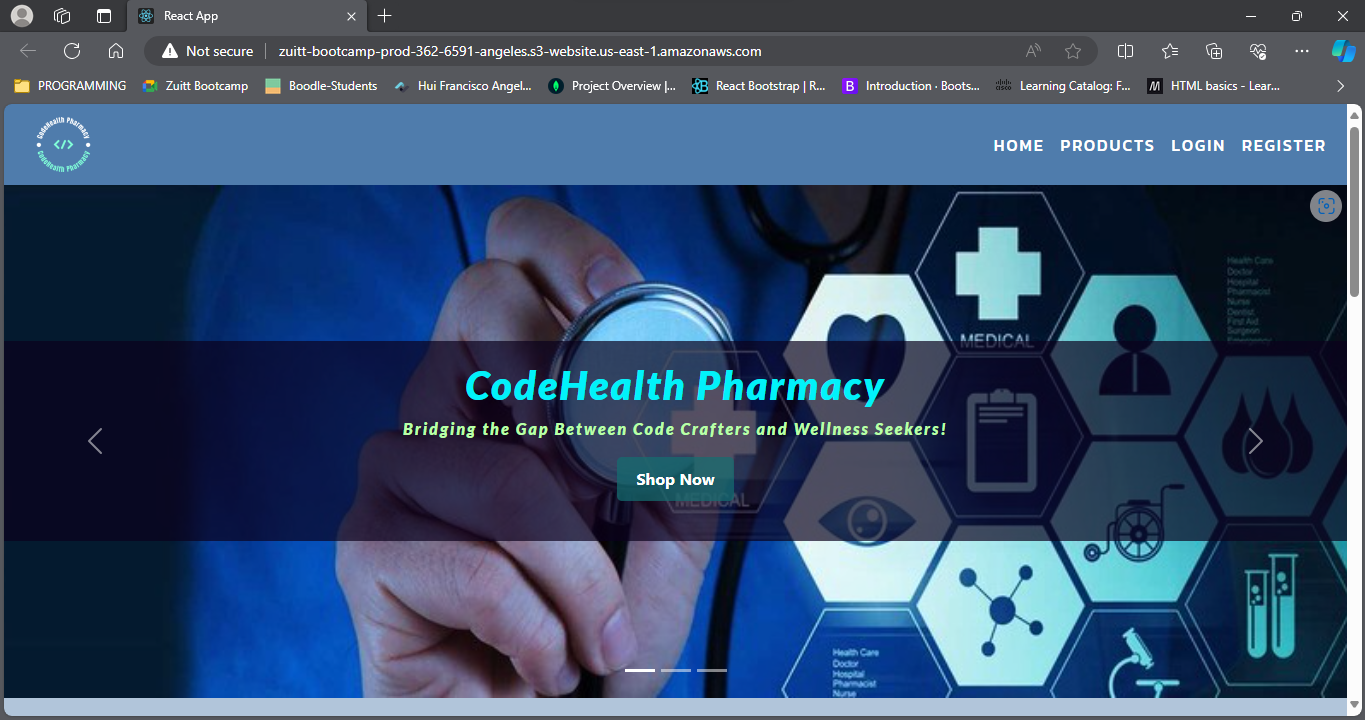 React App
Not secure
zuitt-bootcamp-prod-362-6591-angeles.s3-website.us-east-1.amazonaws.com
PROGRAMMING
Zuitt Bootcamp
Boodle-Students
Hui Francisco Angel...
Project Overview |...
React Bootstrap | R...
B
Introduction · Boots...
Learning Catalog: F...
M
HTML basics - Lear...
CodeHealth Pharmacy
</>
CodeHealth Pharmacy
HOME
PRODUCTS
LOGIN
REGISTER
Health Care
Doctor
Hospital
Pharmacist
Nurse
Dentist
First Aid
Surgeon
Emergency
MEDICAL
CodeHealth Pharmacy
Bridging the Gap Between Code Crafters and Wellness Seekers!
Shop Now
MEDICAL
Health Care
Doctor
Hospital
Pharmacist
Nurse